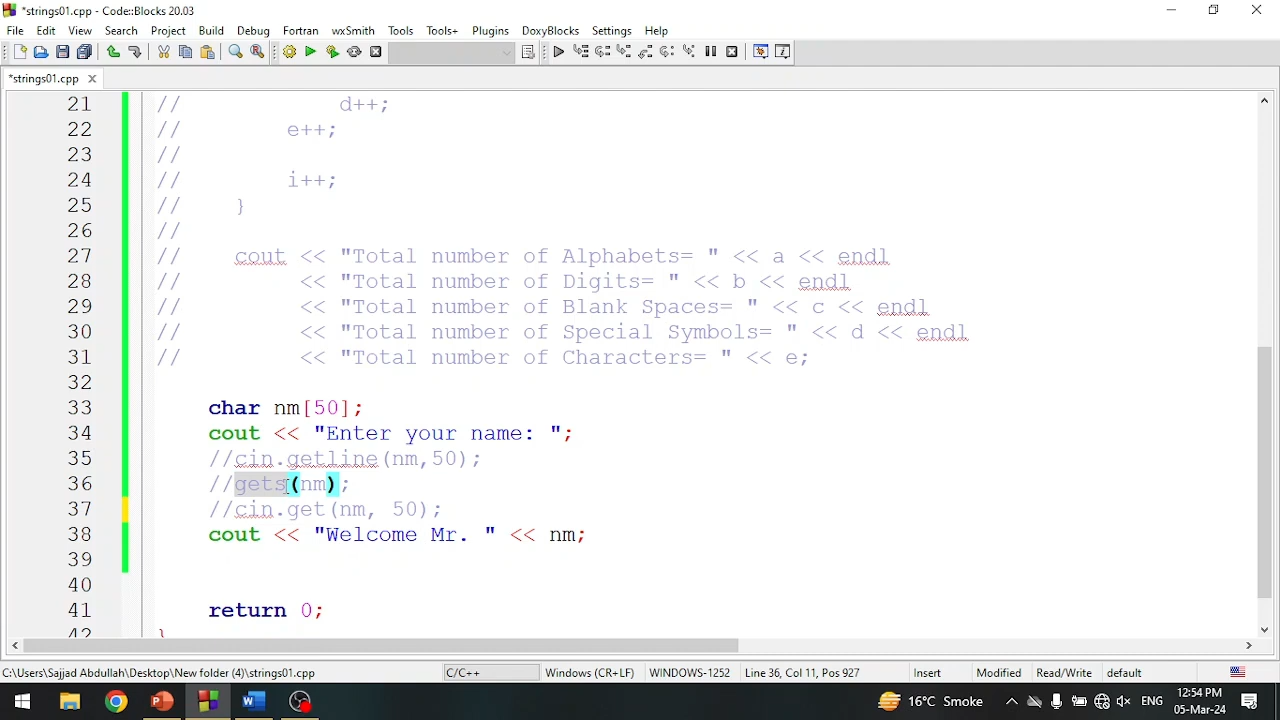 *strings01.cpp - Code::Blocks 20.03
File Edit View Search Project Build Debug Fortran wxSmith Tools Tools+ Plugins DoxyBlocks Settings Help
*strings01.cpp
21 // d++;
22 // e++;
23 //
24 // i++;
25 // }
26 //
27 // cout << "Total number of Alphabets= " << a << endl
28 // << "Total number of Digits= " << b << endl
29 // << "Total number of Blank Spaces= " << c << endl
30 // << "Total number of Special Symbols= " << d << endl
31 // << "Total number of Characters= " << e;
32
33 char nm[50];
34 cout << "Enter your name: ";
35 //cin.getline(nm,50);
36 //gets(nm);
37 //cin.get(nm, 50);
38 cout << "Welcome Mr. " << nm;
39
40
41 return 0;
42 }
C:\Users\Sajjad Abdullah\Desktop\New folder (4)\strings01.cpp C/C++ Windows (CR+LF) WINDOWS-1252 Line 36, Col 11, Pos 927 Insert Modified Read/Write default
16°C Smoke ENG 12:54 PM
05-Mar-24